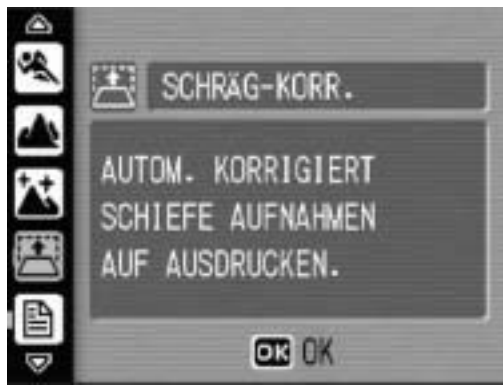 SCHRÄG-KORR.
AUTOM. KORRIGIERT
SCHIEFE AUFNAHMEN
AUF AUSDRUCKEN.
OK OK